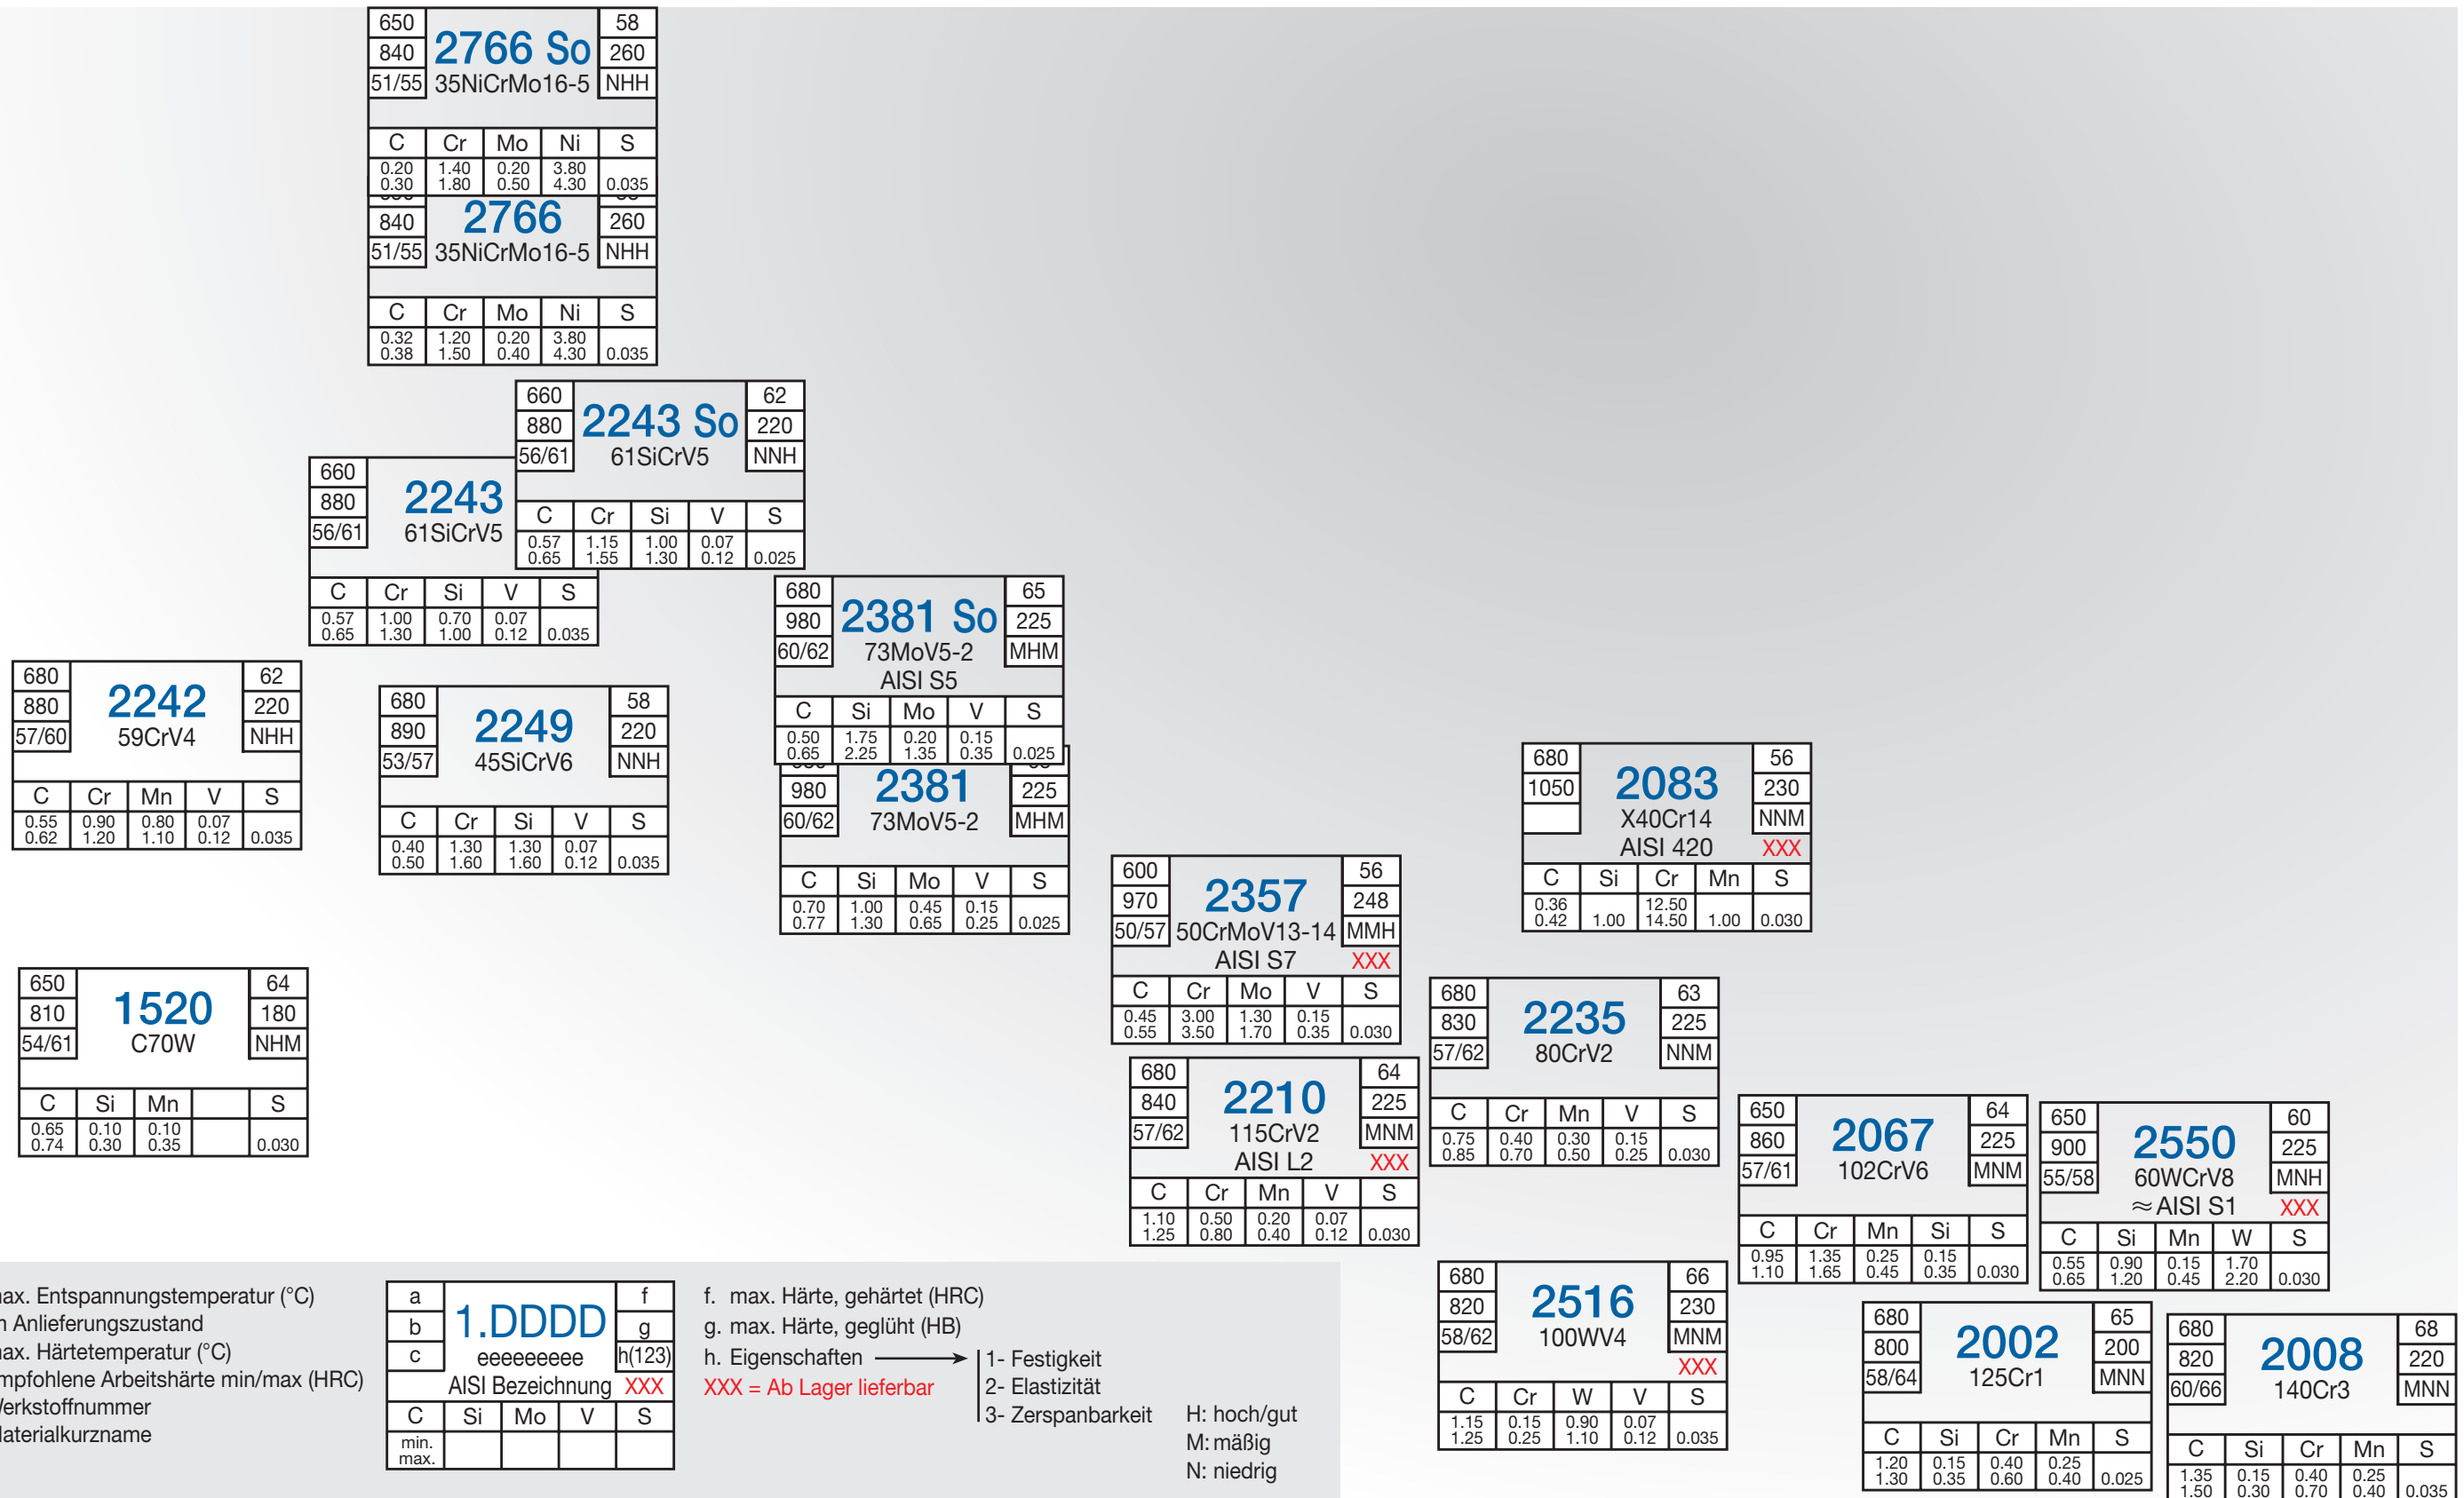 650 2766 So 58
840 35NiCrMo16-5 260
51/55 NHH
C Cr Mo Ni S
0.20 1.40 0.20 3.80
0.30 1.80 0.50 4.30 0.035
840 2766 260
51/55 35NiCrMo16-5 NHH
C Cr Mo Ni S
0.32 1.20 0.20 3.80
0.38 1.50 0.40 4.30 0.035
660 2243 So 62
880 61SiCrV5 220
56/61 NNH
C Cr Si V S
0.57 1.15 1.00 0.07
0.65 1.55 1.30 0.12 0.025
660 2243
880 61SiCrV5
56/61
C Cr Si V S
0.57 1.00 0.70 0.07
0.65 1.30 1.00 0.12 0.035
680 2381 So 65
980 73MoV5-2 225
60/62 MHM
AISI S5
C Si Mo V S
0.50 1.75 0.20 0.15
0.65 2.25 1.35 0.35 0.025
980 2381 225
60/62 73MoV5-2 MHM
C Si Mo V S
0.70 1.00 0.45 0.15
0.77 1.30 0.65 0.25 0.025
680 2242 62
880 59CrV4 220
57/60 NHH
C Cr Mn V S
0.55 0.90 0.80 0.07
0.62 1.20 1.10 0.12 0.035
680 2249 58
890 45SiCrV6 220
53/57 NNH
C Cr Si V S
0.40 1.30 1.30 0.07
0.50 1.60 1.60 0.12 0.035
680 2083 56
1050 X40Cr14 230
NNM
AISI 420 XXX
C Si Cr Mn S
0.36 12.50
0.42 1.00 14.50 1.00 0.030
600 2357 56
970 50CrMoV13-14 248
50/57 MMH
AISI S7 XXX
C Cr Mo V S
0.45 3.00 1.30 0.15
0.55 3.50 1.70 0.35 0.030
650 1520 64
810 C70W 180
54/61 NHM
C Si Mn S
0.65 0.10 0.10
0.74 0.30 0.35 0.030
680 2235 63
830 80CrV2 225
57/62 NNM
C Cr Mn V S
0.75 0.40 0.30 0.15
0.85 0.70 0.50 0.25 0.030
680 2210 64
840 115CrV2 225
57/62 MNM
AISI L2 XXX
C Cr Mn V S
1.10 0.50 0.20 0.07
1.25 0.80 0.40 0.12 0.030
650 2067 64
860 102CrV6 225
57/61 MNM
C Cr Mn Si S
0.95 1.35 0.25 0.15
1.10 1.65 0.45 0.35 0.030
650 2550 60
900 60WCrV8 225
55/58 MNH
≈ AISI S1 XXX
C Si Mn W S
0.55 0.90 0.15 1.70
0.65 1.20 0.45 2.20 0.030
680 2516 66
820 100WV4 230
58/62 MNM
XXX
C Cr W V S
1.15 0.15 0.90 0.07
1.25 0.25 1.10 0.12 0.035
680 2002 65
800 125Cr1 200
58/64 MNN
C Si Cr Mn S
1.20 0.15 0.40 0.25
1.30 0.35 0.60 0.40 0.025
680 2008 68
820 140Cr3 220
60/66 MNN
C Si Cr Mn S
1.35 0.15 0.40 0.25
1.50 0.30 0.70 0.40 0.035
max. Entspannungstemperatur (°C)
Anlieferungszustand
max. Härtetemperatur (°C)
empfohlene Arbeitshärte min/max (HRC)
Werkstoffnummer
Materialkurzname
a 1.DDDD f
b eeeeeeeee g
c h(123)
AISI Bezeichnung XXX
C Si Mo V S
min.
max.
f. max. Härte, gehärtet (HRC)
g. max. Härte, geglüht (HB)
h. Eigenschaften
XXX = Ab Lager lieferbar
1- Festigkeit
2- Elastizität
3- Zerspanbarkeit
H: hoch/gut
M: mäßig
N: niedrig